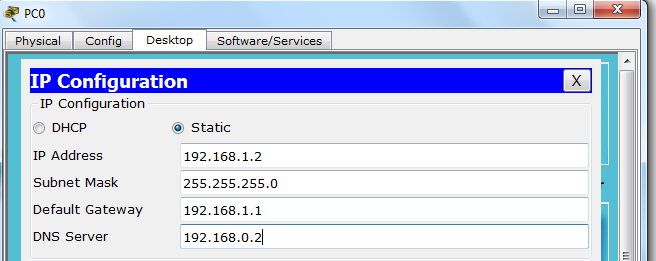 PC0
Physical Config Desktop Software/Services
IP Configuration X
IP Configuration
DHCP Static
IP Address 192.168.1.2
Subnet Mask 255.255.255.0
Default Gateway 192.168.1.1
DNS Server 192.168.0.2